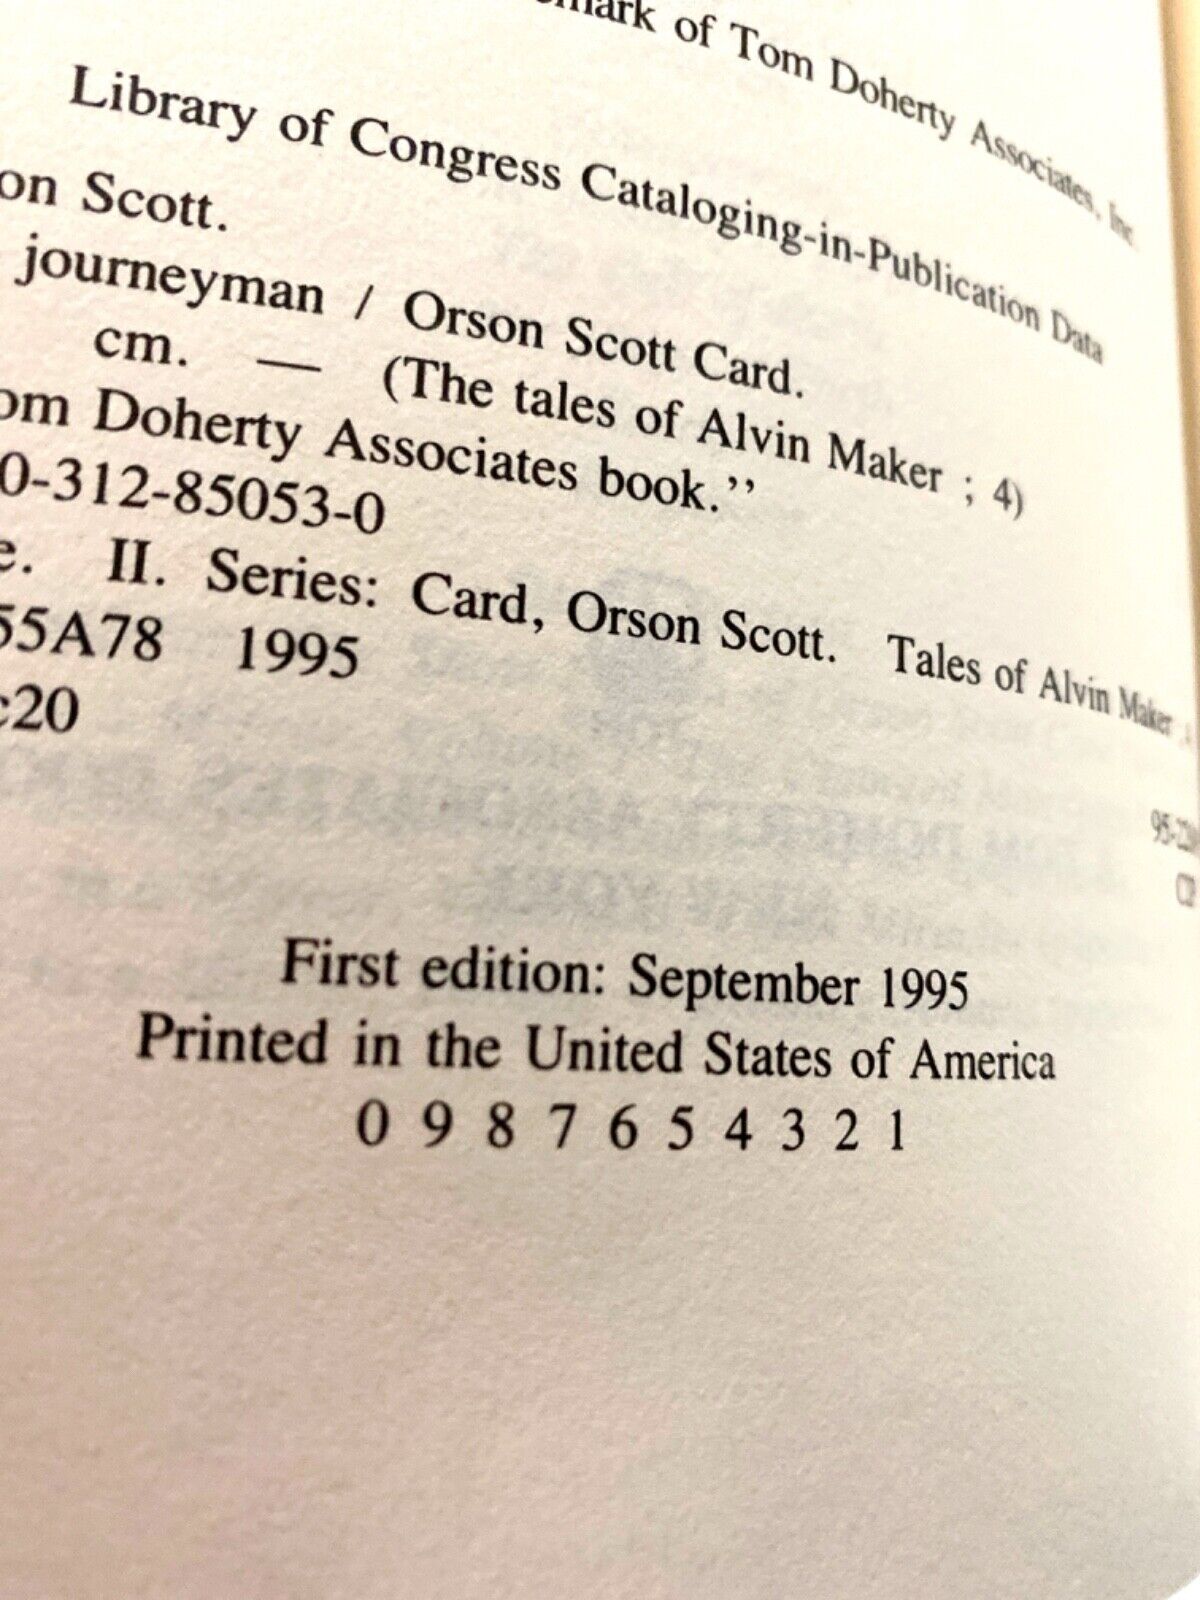 of Tom Doherty Associates, Inc.
Library of Congress Cataloging-in-Publication Data
on Scott.
journeyman / Orson Scott Card.
cm. — (The tales of Alvin Maker ; 4)
om Doherty Associates book.”
0-312-85053-0
e. II. Series: Card, Orson Scott. Tales of Alvin Maker ;
55A78 1995
c20
First edition: September 1995
Printed in the United States of America
0 9 8 7 6 5 4 3 2 1